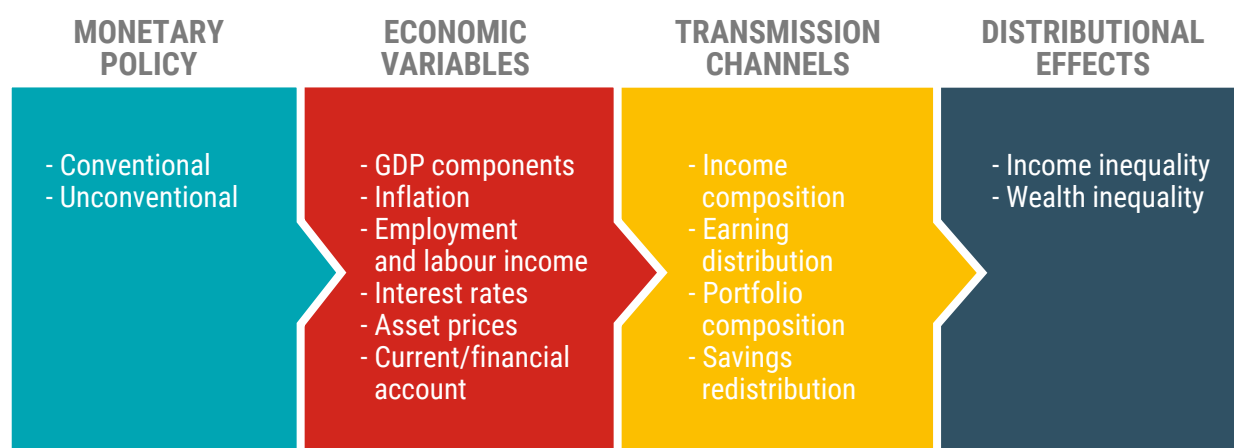 MONETARY
POLICY
- Conventional
- Unconventional
ECONOMIC
VARIABLES
- GDP components
- Inflation
- Employment
and labour income
- Interest rates
- Asset prices
- Current/financial
account
TRANSMISSION
CHANNELS
- Income
composition
- Earning
distribution
- Portfolio
composition
- Savings
redistribution
DISTRIBUTIONAL
EFFECTS
- Income inequality
- Wealth inequality